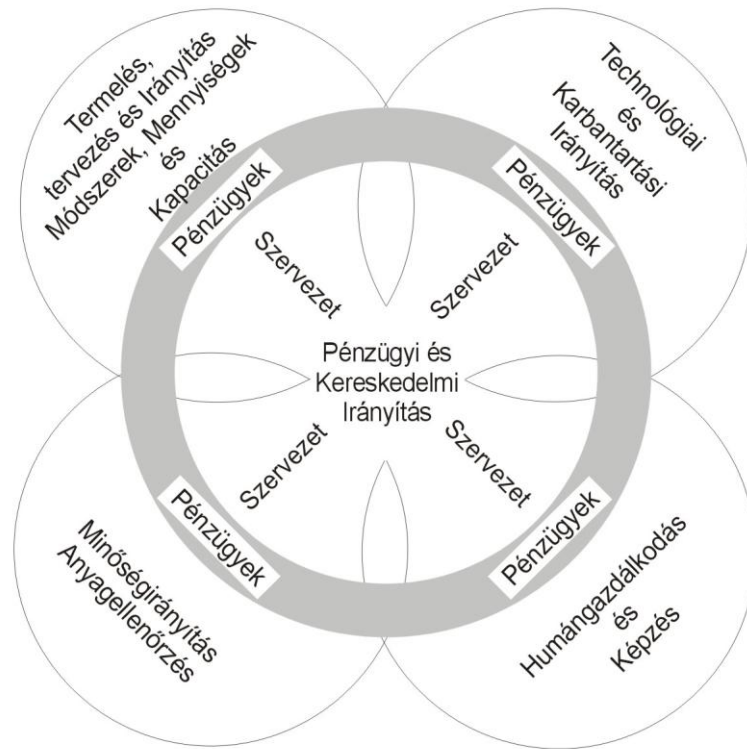 Termelés,
tervezés és Irányítás
Módszerek, Mennyiségek
és
Kapacitás
Pénzügyek
Szervezet
Technológiai
és
Karbantartási
Irányítás
Pénzügyek
Szervezet
Pénzügyi és
Kereskedelmi
Irányítás
Szervezet
Pénzügyek
Minőségirányítás
Anyagellenőrzés
Szervezet
Pénzügyek
Humángazdálkodás
és
Képzés